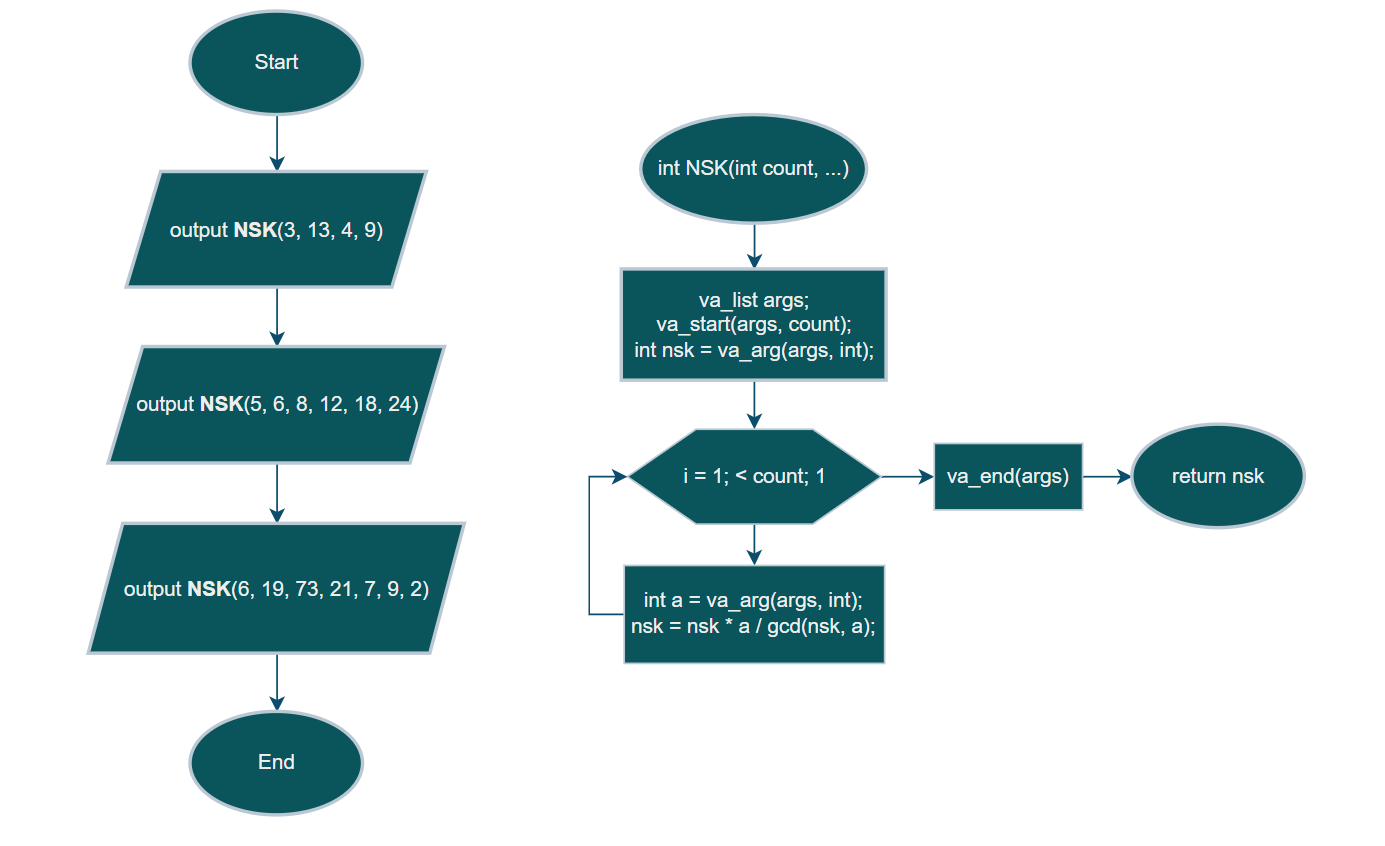 Start
output NSK(3, 13, 4, 9)
output NSK(5, 6, 8, 12, 18, 24)
output NSK(6, 19, 73, 21, 7, 9, 2)
End
int NSK(int count, ...)
va_list args;
va_start(args, count);
int nsk = va_arg(args, int);
i = 1; < count; 1
int a = va_arg(args, int);
nsk = nsk * a / gcd(nsk, a);
va_end(args)
return nsk